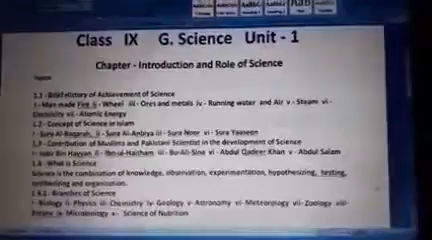 Class IX G. Science Unit - 1
Chapter - Introduction and Role of Science
Topics
1.1 - Brief History of Achievement of Science
i - Man made Fire ii - Wheel iii - Ores and metals iv - Running water and Air v - Steam vi -
Electricity vii - Atomic Energy
1.2 - Concept of Science in Islam
i - Sura Al-Baqarah, ii - Sura Al-Anbiya iii - Sura Noor vi - Sura Yaaseen
1.3 - Contribution of Muslims and Pakistani Scientist in the development of Science
i - Jabir Bin Hayyan ii - Ibn-ul-Haitham iii - Bu-Ali-Sina vi - Abdul Qadeer Khan v - Abdul Salam
1.4 - What is Science
Science is the combination of knowledge, observation, experimentation, hypothesizing, testing,
synthesizing and organization.
1.4.1 - Branches of Science
i - Biology ii - Physics iii - Chemistry iv - Geology v - Astronomy vi - Meteorology vii - Zoology viii -
Botany ix - Microbiology x - Science of Nutrition